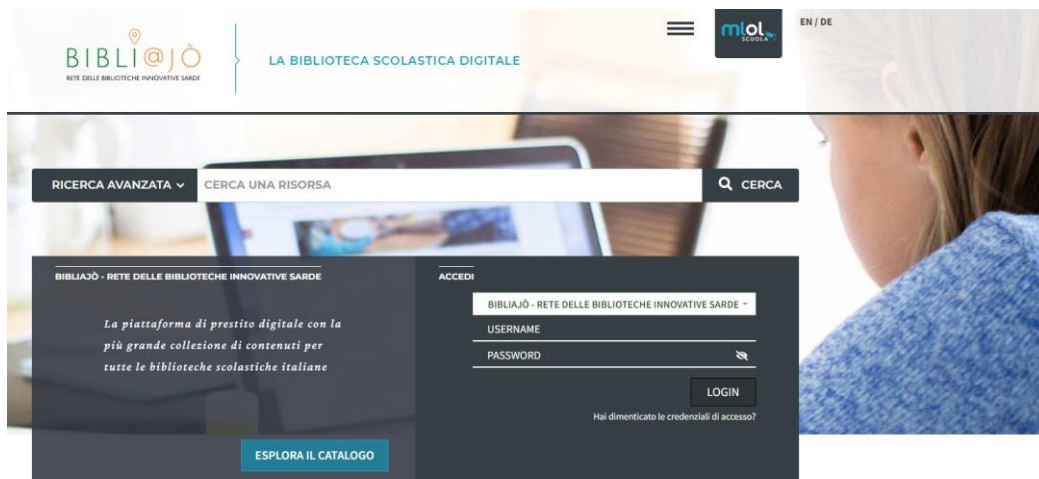 BIBLI@JÒ
RETE DELLE BIBLIOTECHE INNOVATIVE SARDE
LA BIBLIOTECA SCOLASTICA DIGITALE
mlol
SCUOLA
EN / DE
RICERCA AVANZATA
CERCA UNA RISORSA
CERCA
BIBLIAJÒ - RETE DELLE BIBLIOTECHE INNOVATIVE SARDE
La piattaforma di prestito digitale con la
più grande collezione di contenuti per
tutte le biblioteche scolastiche italiane
ESPLORA IL CATALOGO
ACCEDI
BIBLIAJÒ - RETE DELLE BIBLIOTECHE INNOVATIVE SARDE
USERNAME
PASSWORD
LOGIN
Hai dimenticato le credenziali di accesso?